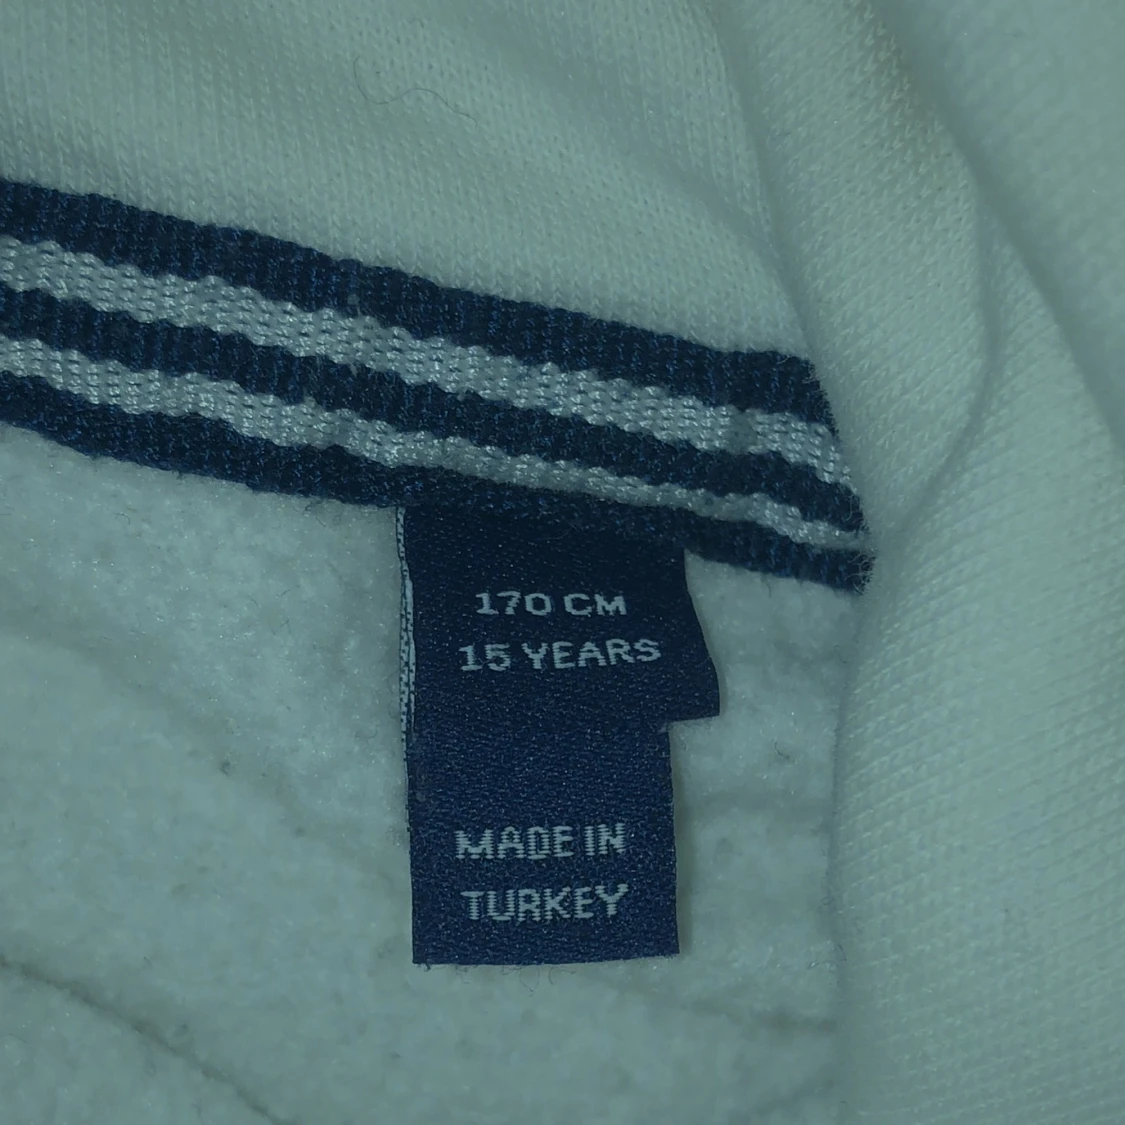 170 CM
15 YEARS
MADE IN
TURKEY